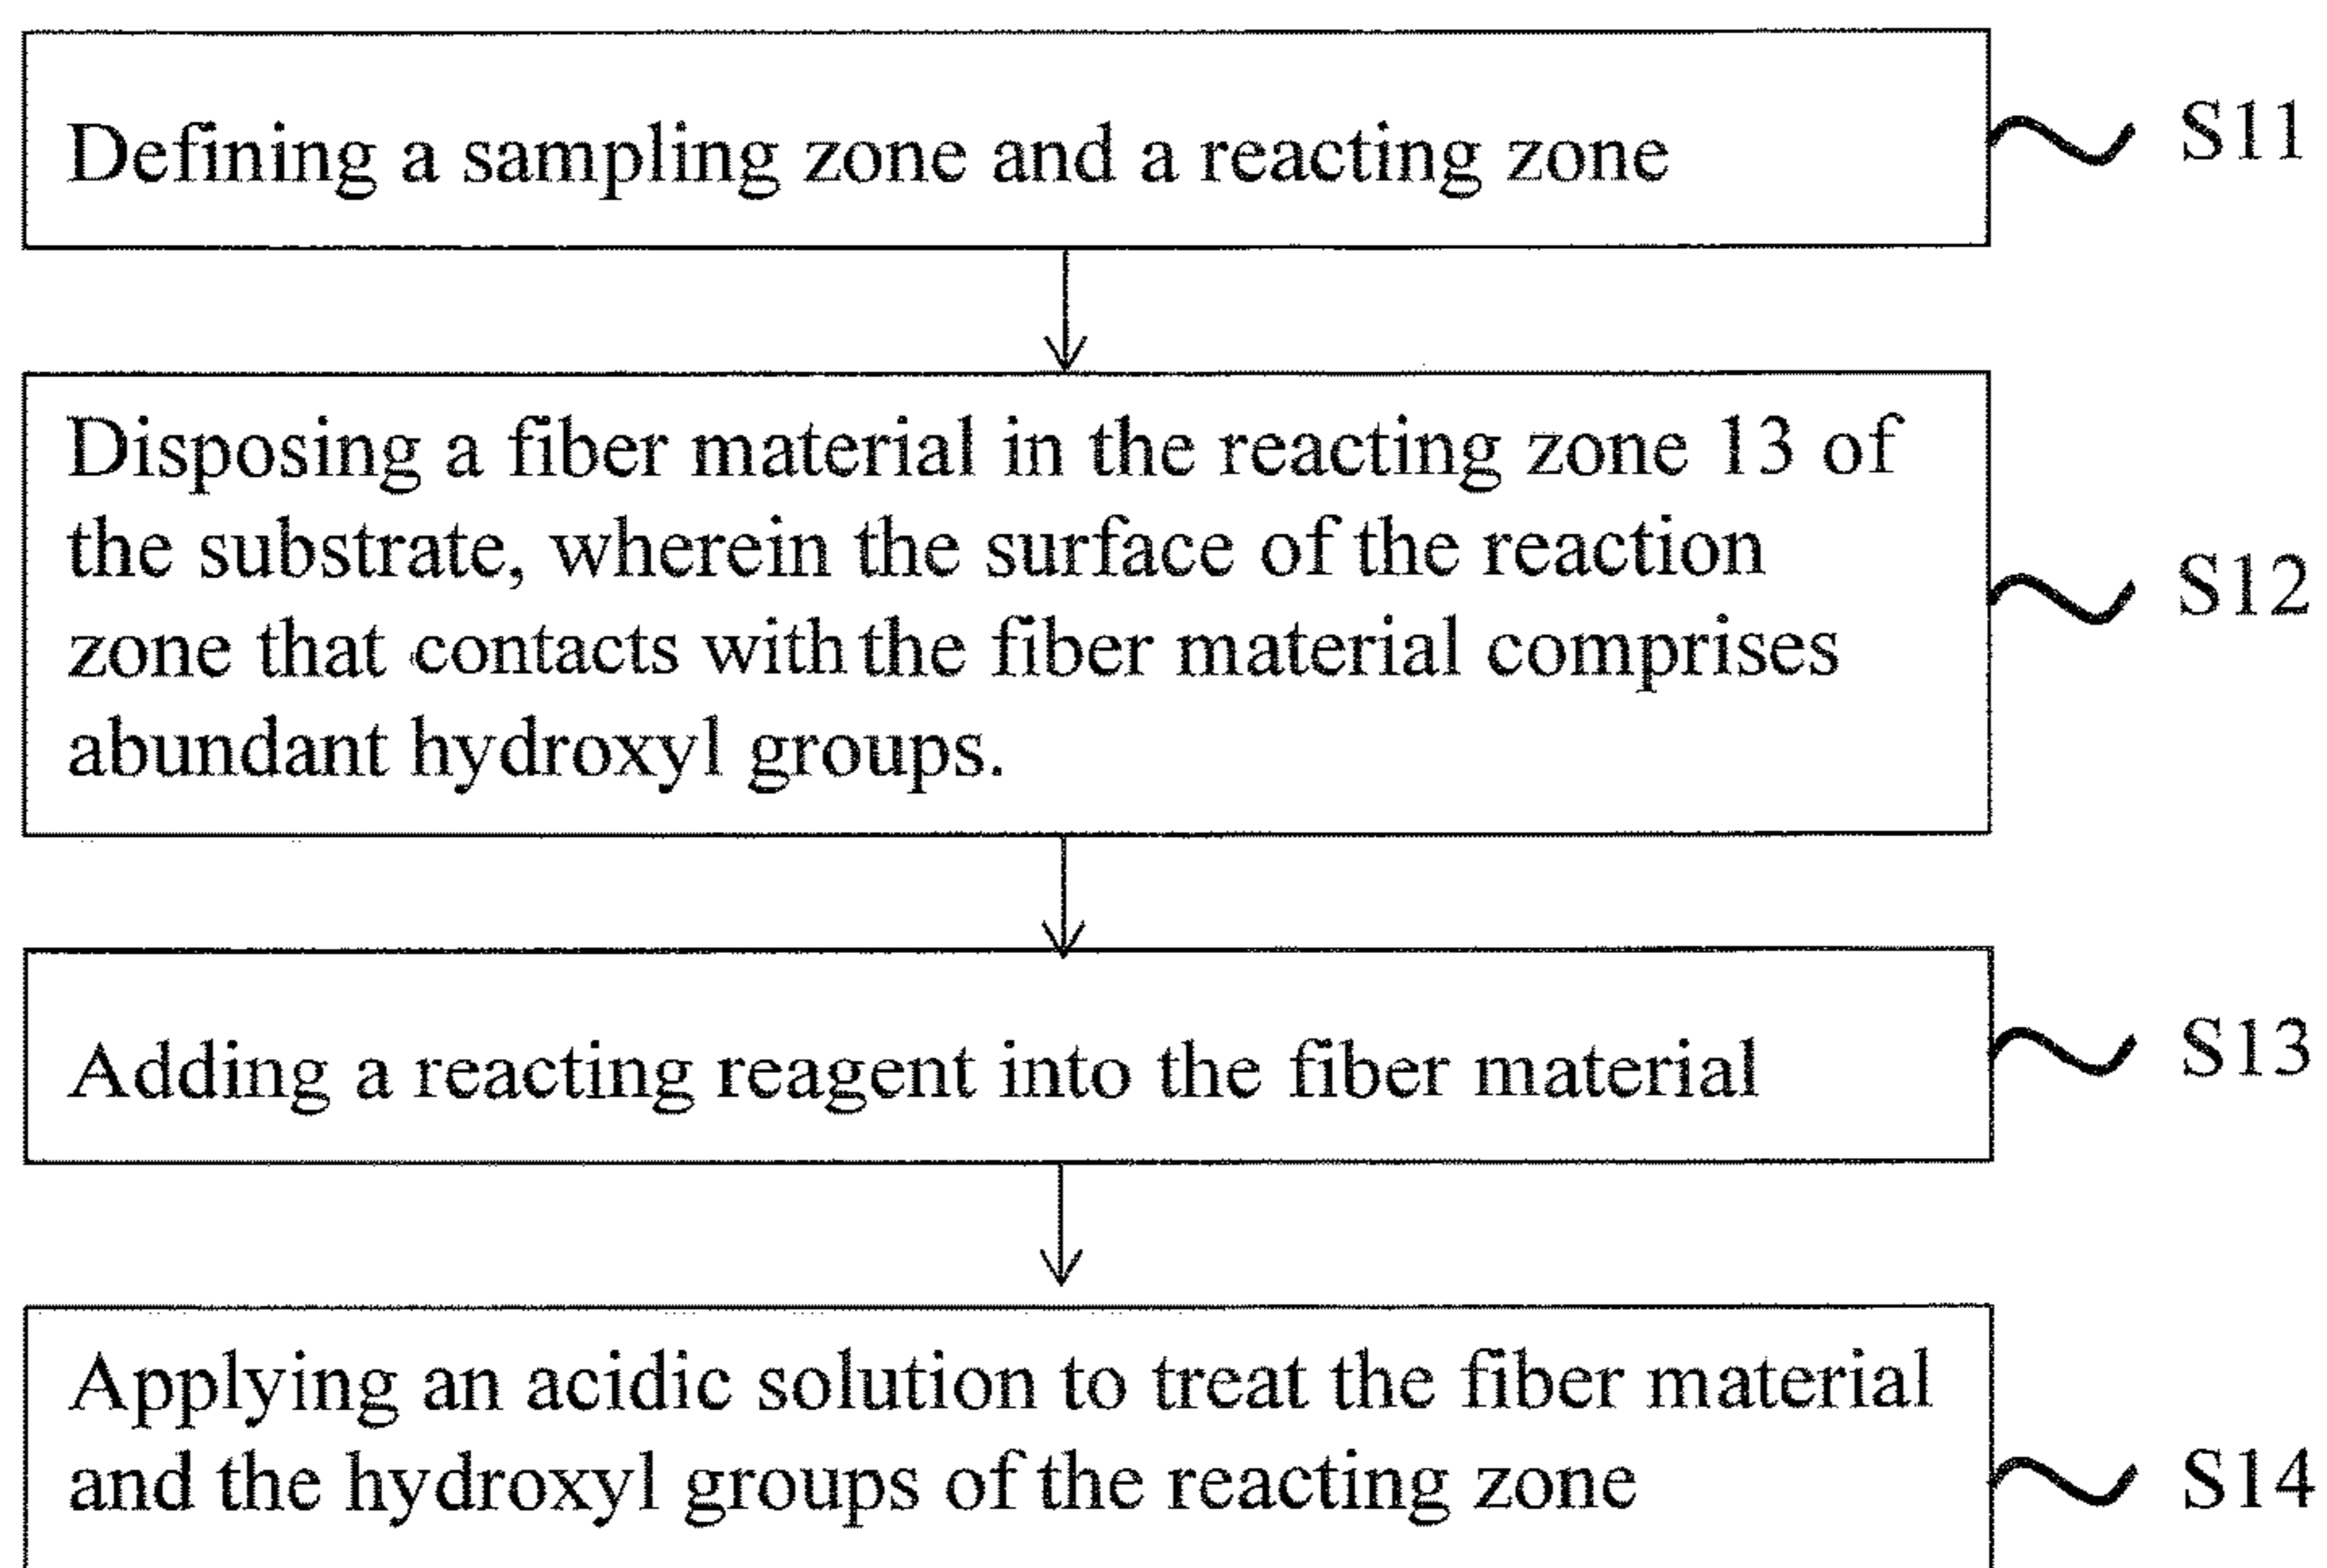 Defining a sampling zone and a reacting zone
S11
Disposing a fiber material in the reacting zone 13 of
the substrate, wherein the surface of the reaction
zone that contacts with the fiber material comprises
abundant hydroxyl groups.
S12
Adding a reacting reagent into the fiber material
S13
Applying an acidic solution to treat the fiber material
and the hydroxyl groups of the reacting zone
S14